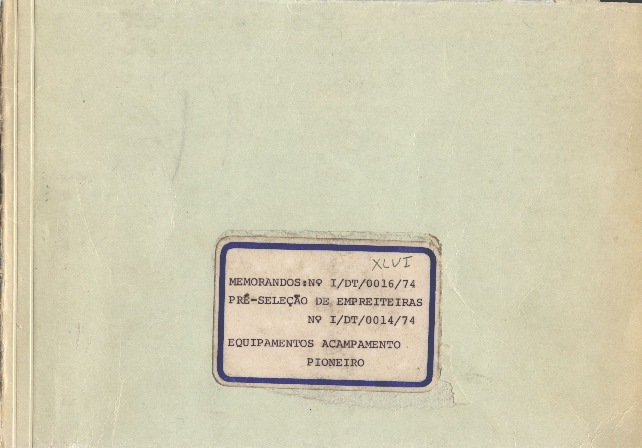 XLVI
MEMORANDOS:Nº I/DT/0016/74
PRÉ-SELEÇÃO DE EMPREITEIRAS
Nº I/DT/0014/74
EQUIPAMENTOS ACAMPAMENTO
PIONEIRO